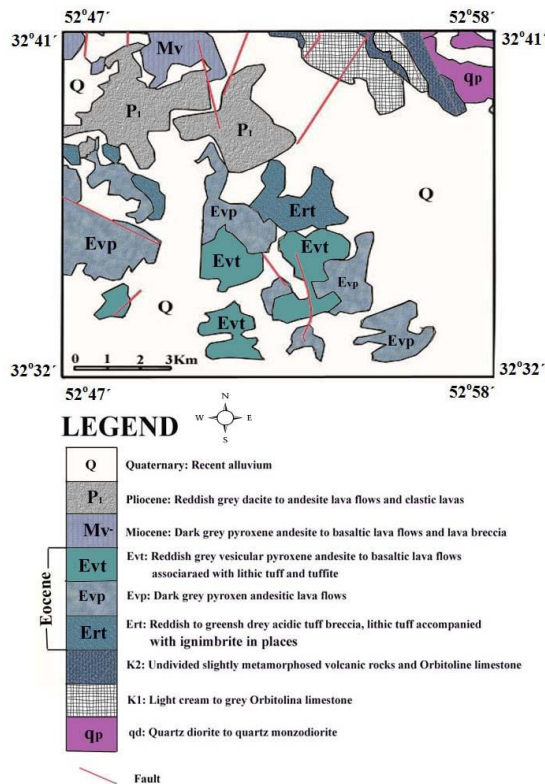 52°47´
52°58´
32°41´
32°41´
Mv
Q
qp
P1
P1
Q
Ert
Evp
Evp
Evt
Evt
Evp
Q
Evt
Evp
0 1 2 3Km
32°32´
32°32´
52°47´
52°58´
LEGEND
N
W E
S
Q Quaternary: Recent alluvium
P1 Pliocene: Reddish grey dacite to andesite lava flows and clastic lavas
Mv- Miocene: Dark grey pyroxene andesite to basaltic lava flows and lava breccia
Eocene
Evt Evt: Reddish grey vesicular pyroxene andesite to basaltic lava flows
associaraed with lithic tuff and tuffite
Evp Evp: Dark grey pyroxen andesitic lava flows
Ert Ert: Reddish to greensh drey acidic tuff breccia, lithic tuff accompanied
with ignimbrite in places
K2: Undivided slightly metamorphosed volcanic rocks and Orbitoline limestone
K1: Light cream to grey Orbitolina limestone
qp qd: Quartz diorite to quartz monzodiorite
Fault